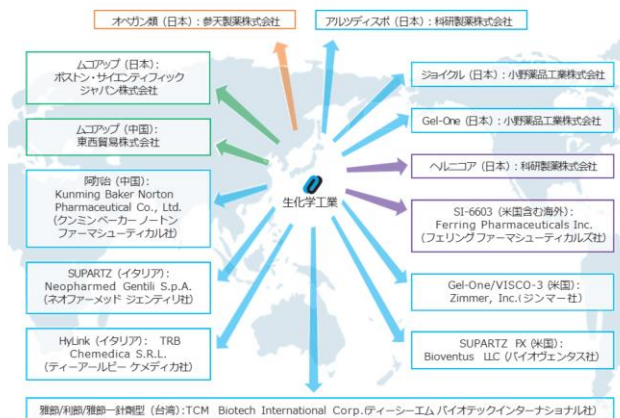 オペガン類（日本）：参天製薬株式会社
アルツディスポ（日本）：科研製薬株式会社
ムコアップ（日本）：
ボストン・サイエンティフィック
ジャパン株式会社
ジョイクル（日本）：小野薬品工業株式会社
Gel-One（日本）：小野薬品工業株式会社
ムコアップ（中国）：
東西貿易株式会社
ヘルニコア（日本）：科研製薬株式会社
阿尓治（中国）：
Kunming Baker Norton
Pharmaceutical Co., Ltd.
（クンミンベーカー ノートン
ファーマシューティカル社）
生化学工業
SI-6603（米国含む海外）：
Ferring Pharmaceuticals Inc.
（フェリング ファーマシューティカルズ社）
SUPARTZ（イタリア）：
Neopharmed Gentili S.p.A.
（ネオファーメッド ジェンティリ社）
Gel-One/VISCO-3（米国）：
Zimmer, Inc.（ジンマー社）
HyLink（イタリア）： TRB
Chemedica S.R.L.
（ティーアールビー ケメディカ社）
SUPARTZ FX（米国）：
Bioventus LLC（バイオヴェンタス社）
雅節/利節/雅節一針劑型（台湾）：TCM Biotech International Corp.（ティーシーエム バイオテックインターナショナル社）